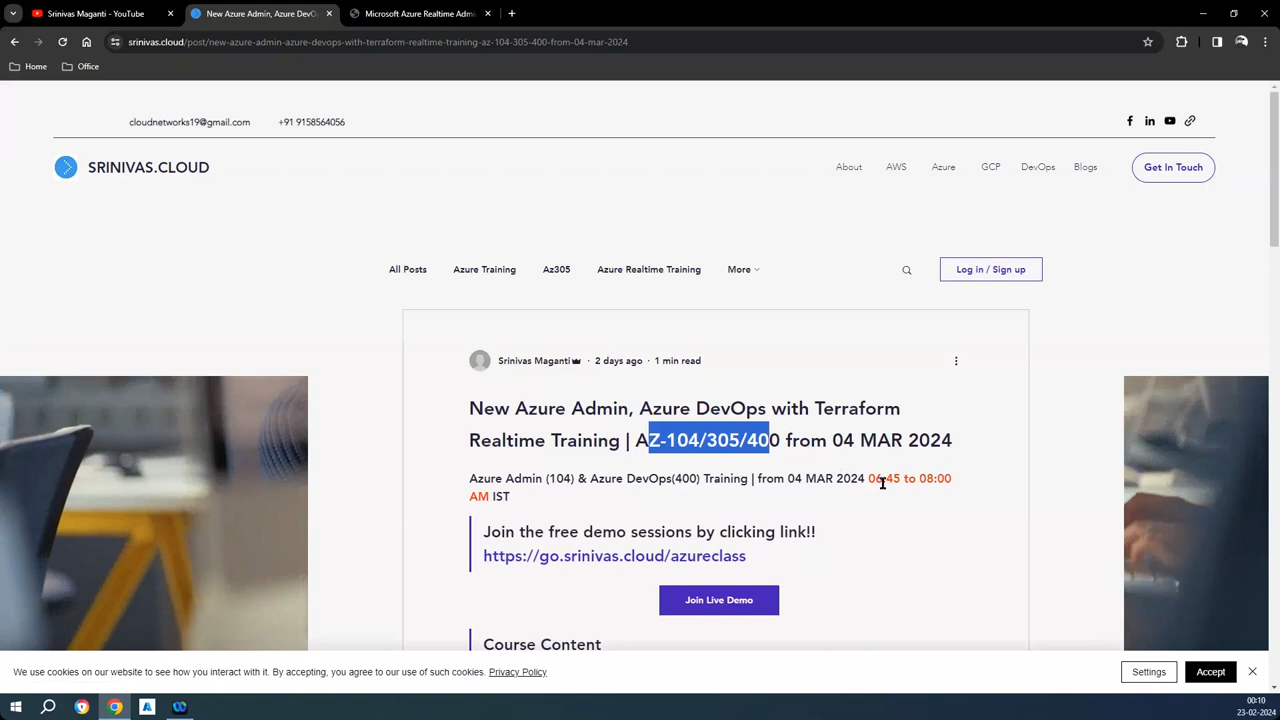 Srinivas Maganti - YouTube
New Azure Admin, Azure DevO
Microsoft Azure Realtime Adm
srinivas.cloud/post/new-azure-admin-azure-devops-with-terraform-realtime-training-az-104-305-400-from-04-mar-2024
Home Office
cloudnetworks19@gmail.com +91 9158564056
SRINIVAS.CLOUD
About AWS Azure GCP DevOps Blogs Get In Touch
All Posts Azure Training Az305 Azure Realtime Training More Log in / Sign up
Srinivas Maganti · 2 days ago · 1 min read
New Azure Admin, Azure DevOps with Terraform
Realtime Training | AZ-104/305/400 from 04 MAR 2024
Azure Admin (104) & Azure DevOps(400) Training | from 04 MAR 2024 06:45 to 08:00
AM IST
Join the free demo sessions by clicking link!!
https://go.srinivas.cloud/azureclass
Join Live Demo
Course Content
We use cookies on our website to see how you interact with it. By accepting, you agree to our use of such cookies. Privacy Policy
Settings Accept
00:10
23-02-2024